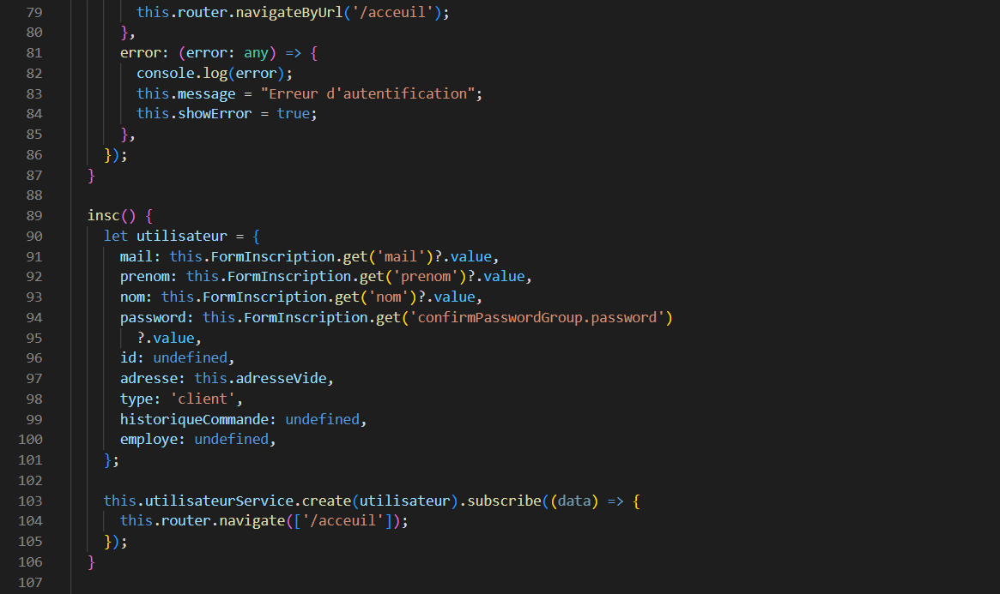 79 this.router.navigateByUrl('/acceuil');
80 },
81 error: (error: any) => {
82 console.log(error);
83 this.message = "Erreur d'autentification";
84 this.showError = true;
85 },
86 });
87 }
88
89 insc() {
90 let utilisateur = {
91 mail: this.FormInscription.get('mail')?.value,
92 prenom: this.FormInscription.get('prenom')?.value,
93 nom: this.FormInscription.get('nom')?.value,
94 password: this.FormInscription.get('confirmPasswordGroup.password')
95 ?.value,
96 id: undefined,
97 adresse: this.adresseVide,
98 type: 'client',
99 historiqueCommande: undefined,
100 employe: undefined,
101 };
102
103 this.utilisateurService.create(utilisateur).subscribe((data) => {
104 this.router.navigate(['/acceuil']);
105 });
106 }
107